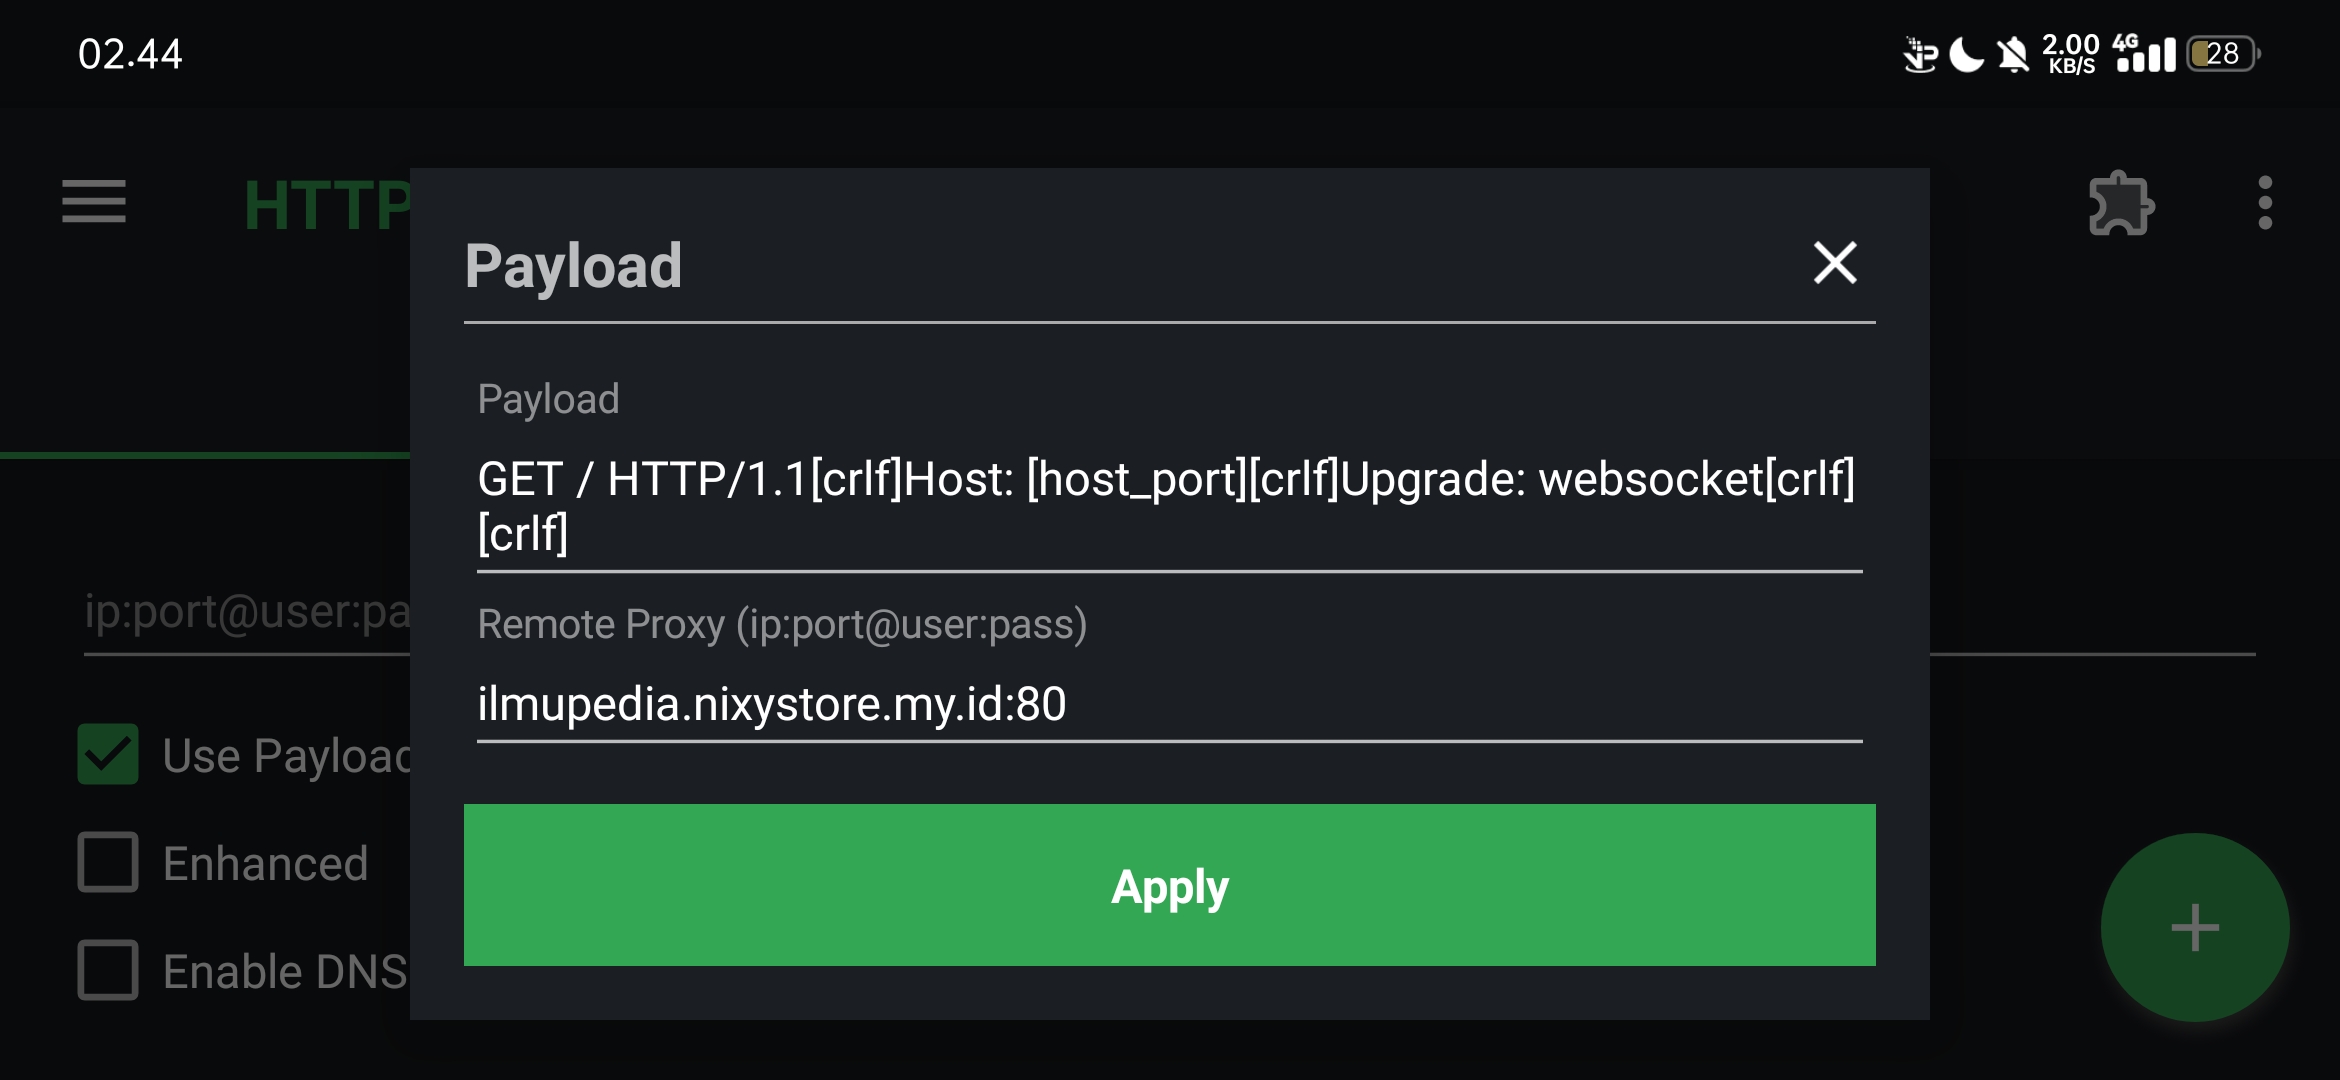 02.44
2.00
KB/S
4G
28
HTTP
Payload
Payload
GET / HTTP/1.1[crlf]Host: [host_port][crlf]Upgrade: websocket[crlf]
[crlf]
ip:port@user:pa
Remote Proxy (ip:port@user:pass)
ilmupedia.nixystore.my.id:80
Use Payload
Enhanced
Enable DNS
Apply